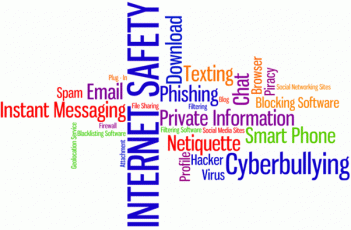 INTERNET SAFETY
Download
Plug - In
Texting
Chat
Browser
Piracy
Spam
Email
Phishing
Blog
Social Networking Sites
Instant Messaging
File Sharing
Filtering
Blocking Software
Firewall
Private Information
Geolocation Service
Blacklisting Software
Filtering Software
Social Media Sites
Smart Phone
Attachment
Netiquette
Profile
Hacker
Virus
Cyberbullying